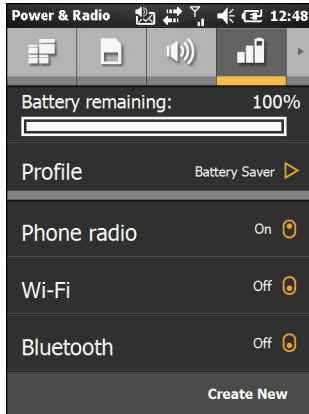 Power & Radio 12:48
Battery remaining: 100%
Profile Battery Saver
Phone radio On
Wi-Fi Off
Bluetooth Off
Create New